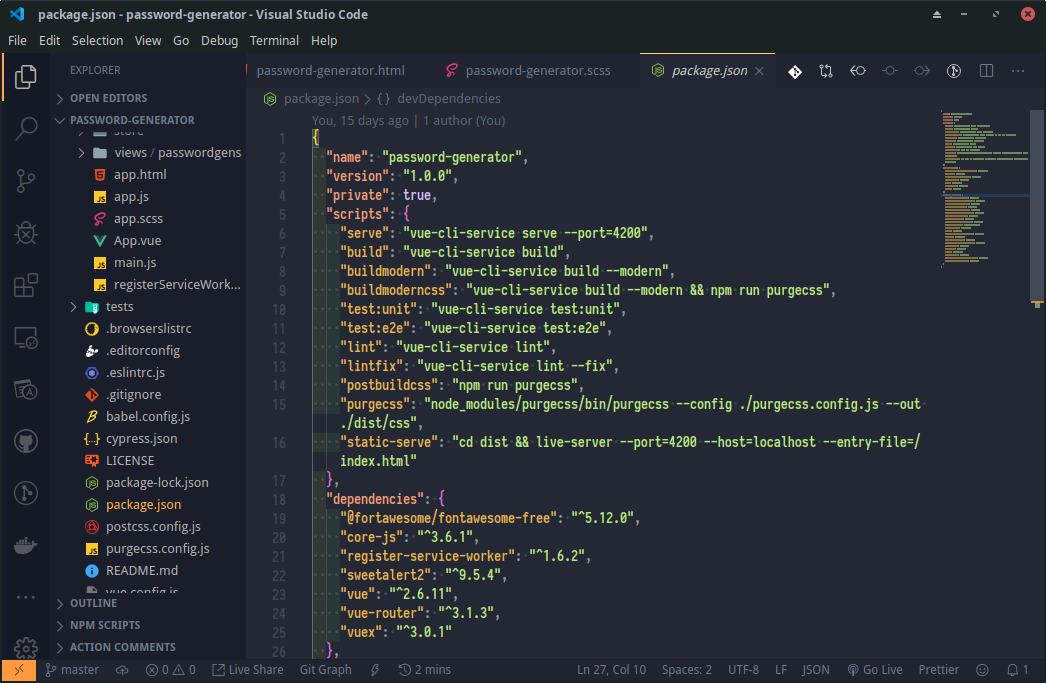 package.json - password-generator - Visual Studio Code
File Edit Selection View Go Debug Terminal Help
EXPLORER
OPEN EDITORS
PASSWORD-GENERATOR
store
views / passwordgens
app.html
app.js
app.scss
App.vue
main.js
registerServiceWork...
tests
.browserslistrc
.editorconfig
.eslintrc.js
.gitignore
babel.config.js
cypress.json
LICENSE
package-lock.json
package.json
postcss.config.js
purgecss.config.js
README.md
vue.config.js
OUTLINE
NPM SCRIPTS
ACTION COMMENTS
password-generator.html password-generator.scss package.json
package.json > {} devDependencies
You, 15 days ago | 1 author (You)
1 {
2 "name": "password-generator",
3 "version": "1.0.0",
4 "private": true,
5 "scripts": {
6 "serve": "vue-cli-service serve --port=4200",
7 "build": "vue-cli-service build",
8 "buildmodern": "vue-cli-service build --modern",
9 "buildmoderncss": "vue-cli-service build --modern && npm run purgecss",
10 "test:unit": "vue-cli-service test:unit",
11 "test:e2e": "vue-cli-service test:e2e",
12 "lint": "vue-cli-service lint",
13 "lintfix": "vue-cli-service lint --fix",
14 "postbuildcss": "npm run purgecss",
15 "purgecss": "node_modules/purgecss/bin/purgecss --config ./purgecss.config.js --out
./dist/css",
16 "static-serve": "cd dist && live-server --port=4200 --host=localhost --entry-file=/
index.html"
17 },
18 "dependencies": {
19 "@fortawesome/fontawesome-free": "^5.12.0",
20 "core-js": "^3.6.1",
21 "register-service-worker": "^1.6.2",
22 "sweetalert2": "^9.5.4",
23 "vue": "^2.6.11",
24 "vue-router": "^3.1.3",
25 "vuex": "^3.0.1"
26 },
master 0 0 Live Share Git Graph 2 mins Ln 27, Col 10 Spaces: 2 UTF-8 LF JSON Go Live Prettier 1